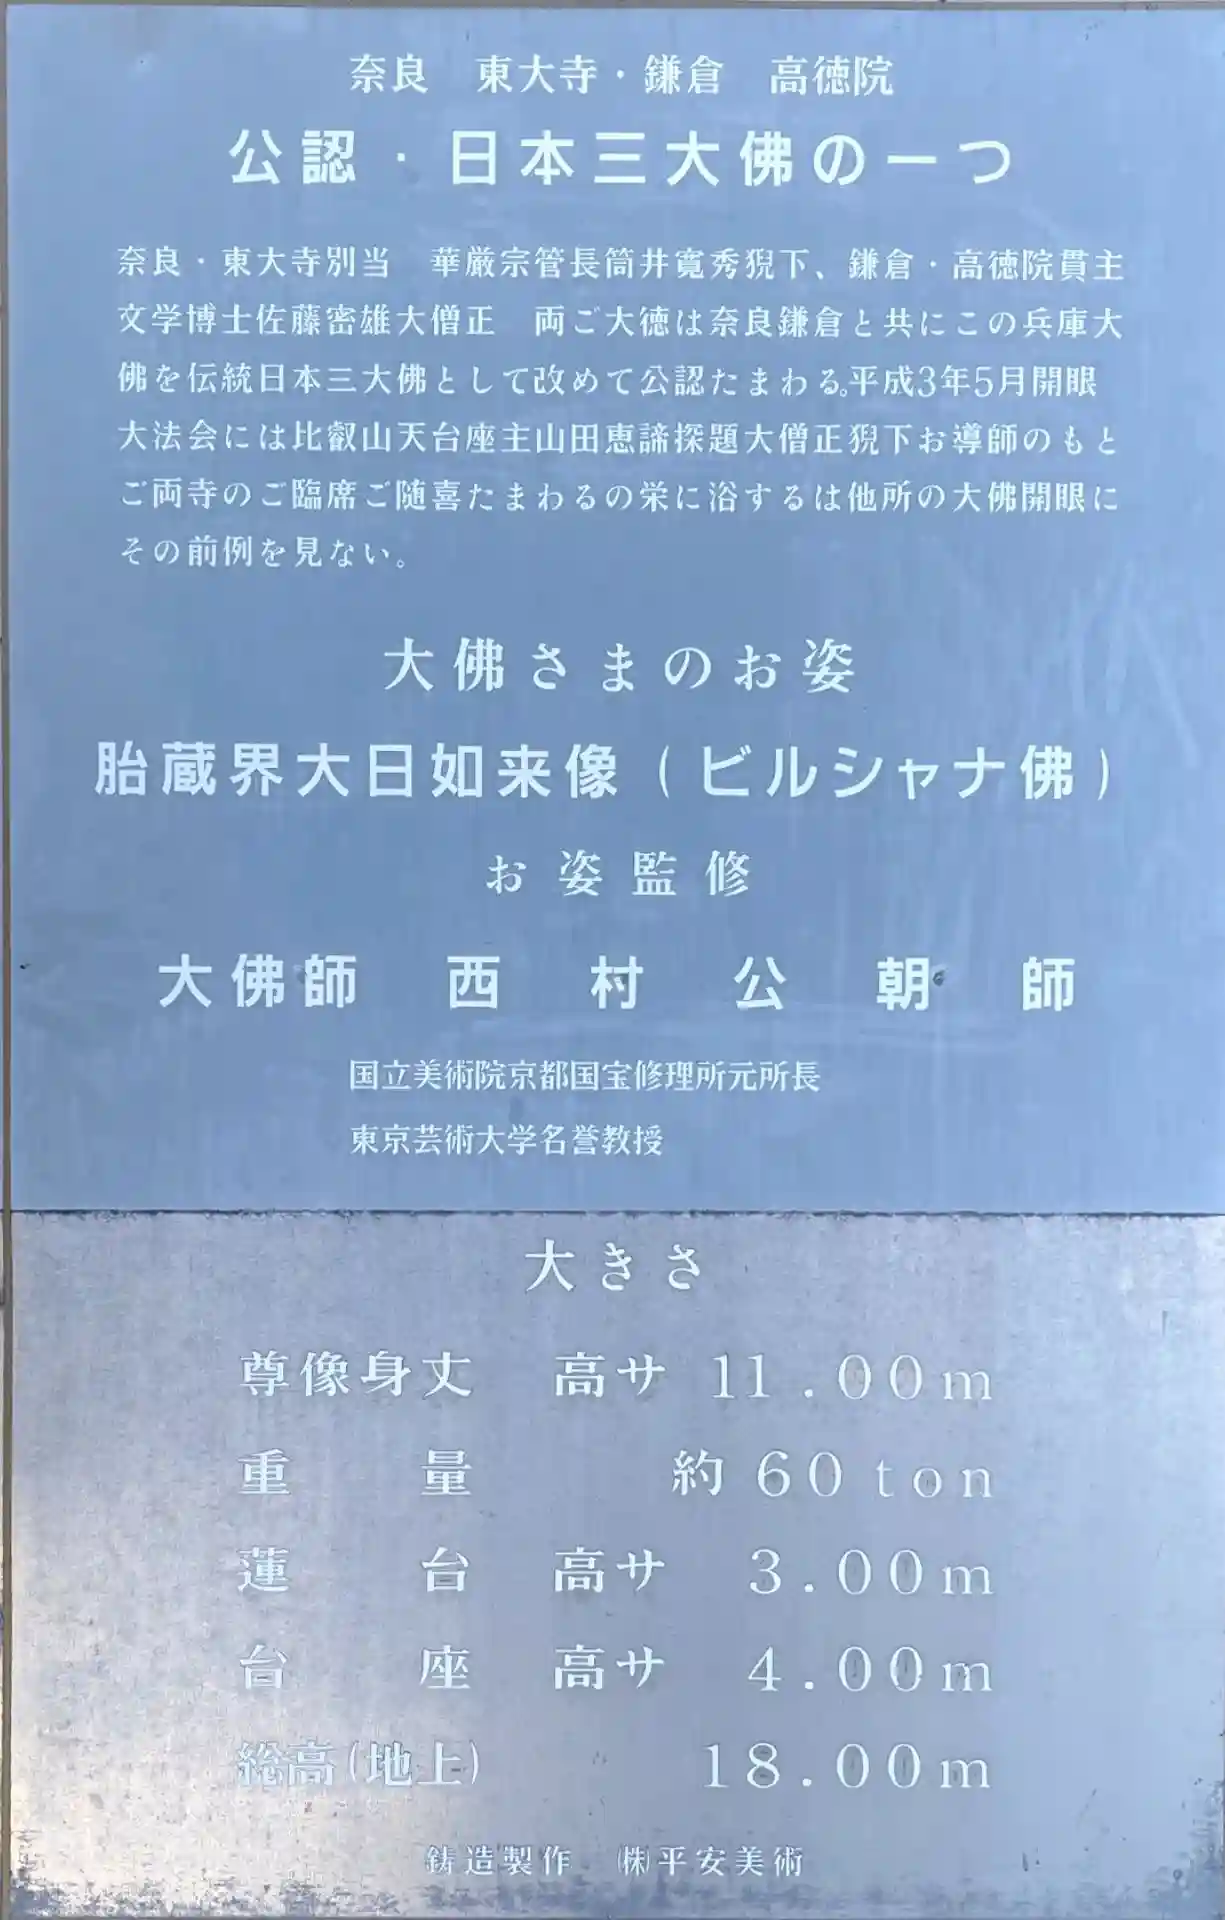 奈良　東大寺・鎌倉　高徳院
公認・日本三大佛の一つ
奈良・東大寺別当　華厳宗管長筒井寛秀猊下、鎌倉・高徳院貫主
文学博士佐藤密雄大僧正　両ご大徳は奈良鎌倉と共にこの兵庫大
佛を伝統日本三大佛として改めて公認たまわる。平成3年5月開眼
大法会には比叡山天台座主山田恵諦探題大僧正猊下お導師のもと
ご両寺のご臨席ご随喜たまわるの栄に浴するは他所の大佛開眼に
その前例を見ない。
大佛さまのお姿
胎蔵界大日如来像（ビルシャナ佛）
お姿監修
大佛師　西村公朝師
国立美術院京都国宝修理所元所長
東京芸術大学名誉教授
大きさ
尊像身丈　高サ 11.00m
重量　約60ton
蓮台　高サ 3.00m
台座　高サ 4.00m
総高(地上)　18.00m
鋳造製作　㈱平安美術